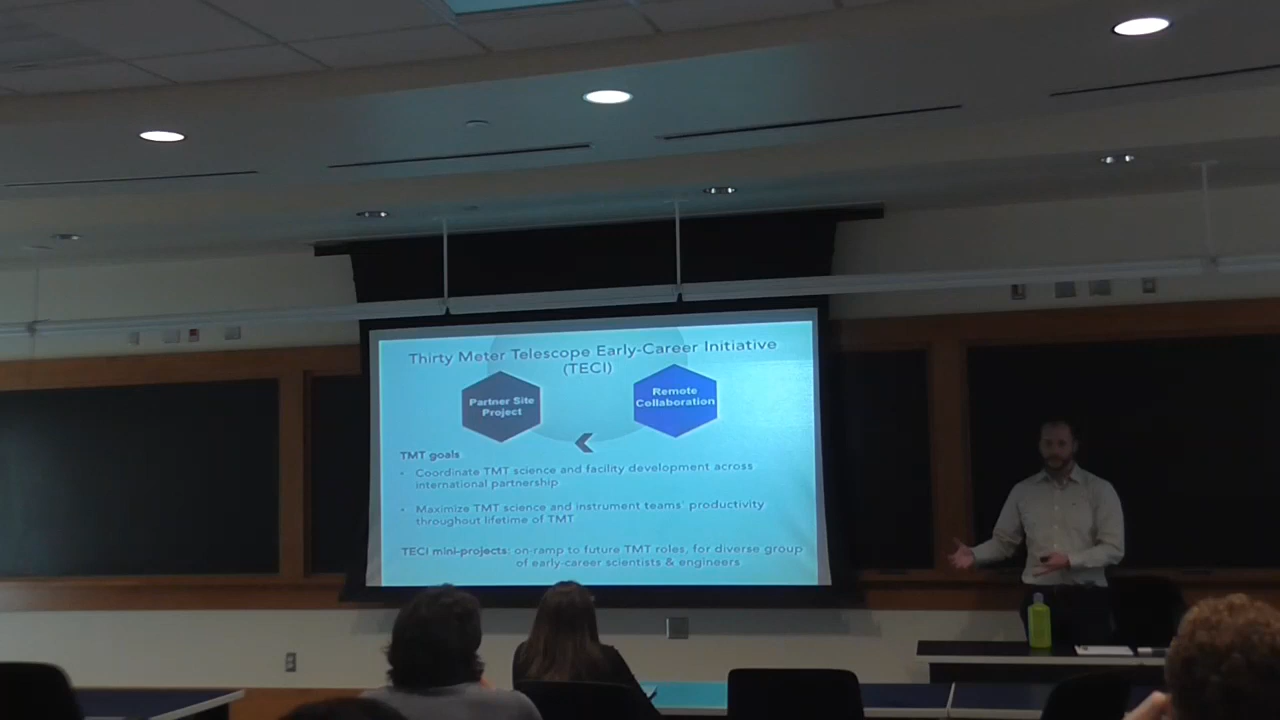 Thirty Meter Telescope Early-Career Initiative
(TECI)
Partner Site
Project
Remote
Collaboration
TMT goals
• Coordinate TMT science and facility development across
international partnership
• Maximize TMT science and instrument teams' productivity
throughout lifetime of TMT
TECI mini-projects: on-ramp to future TMT roles, for diverse group
of early-career scientists & engineers